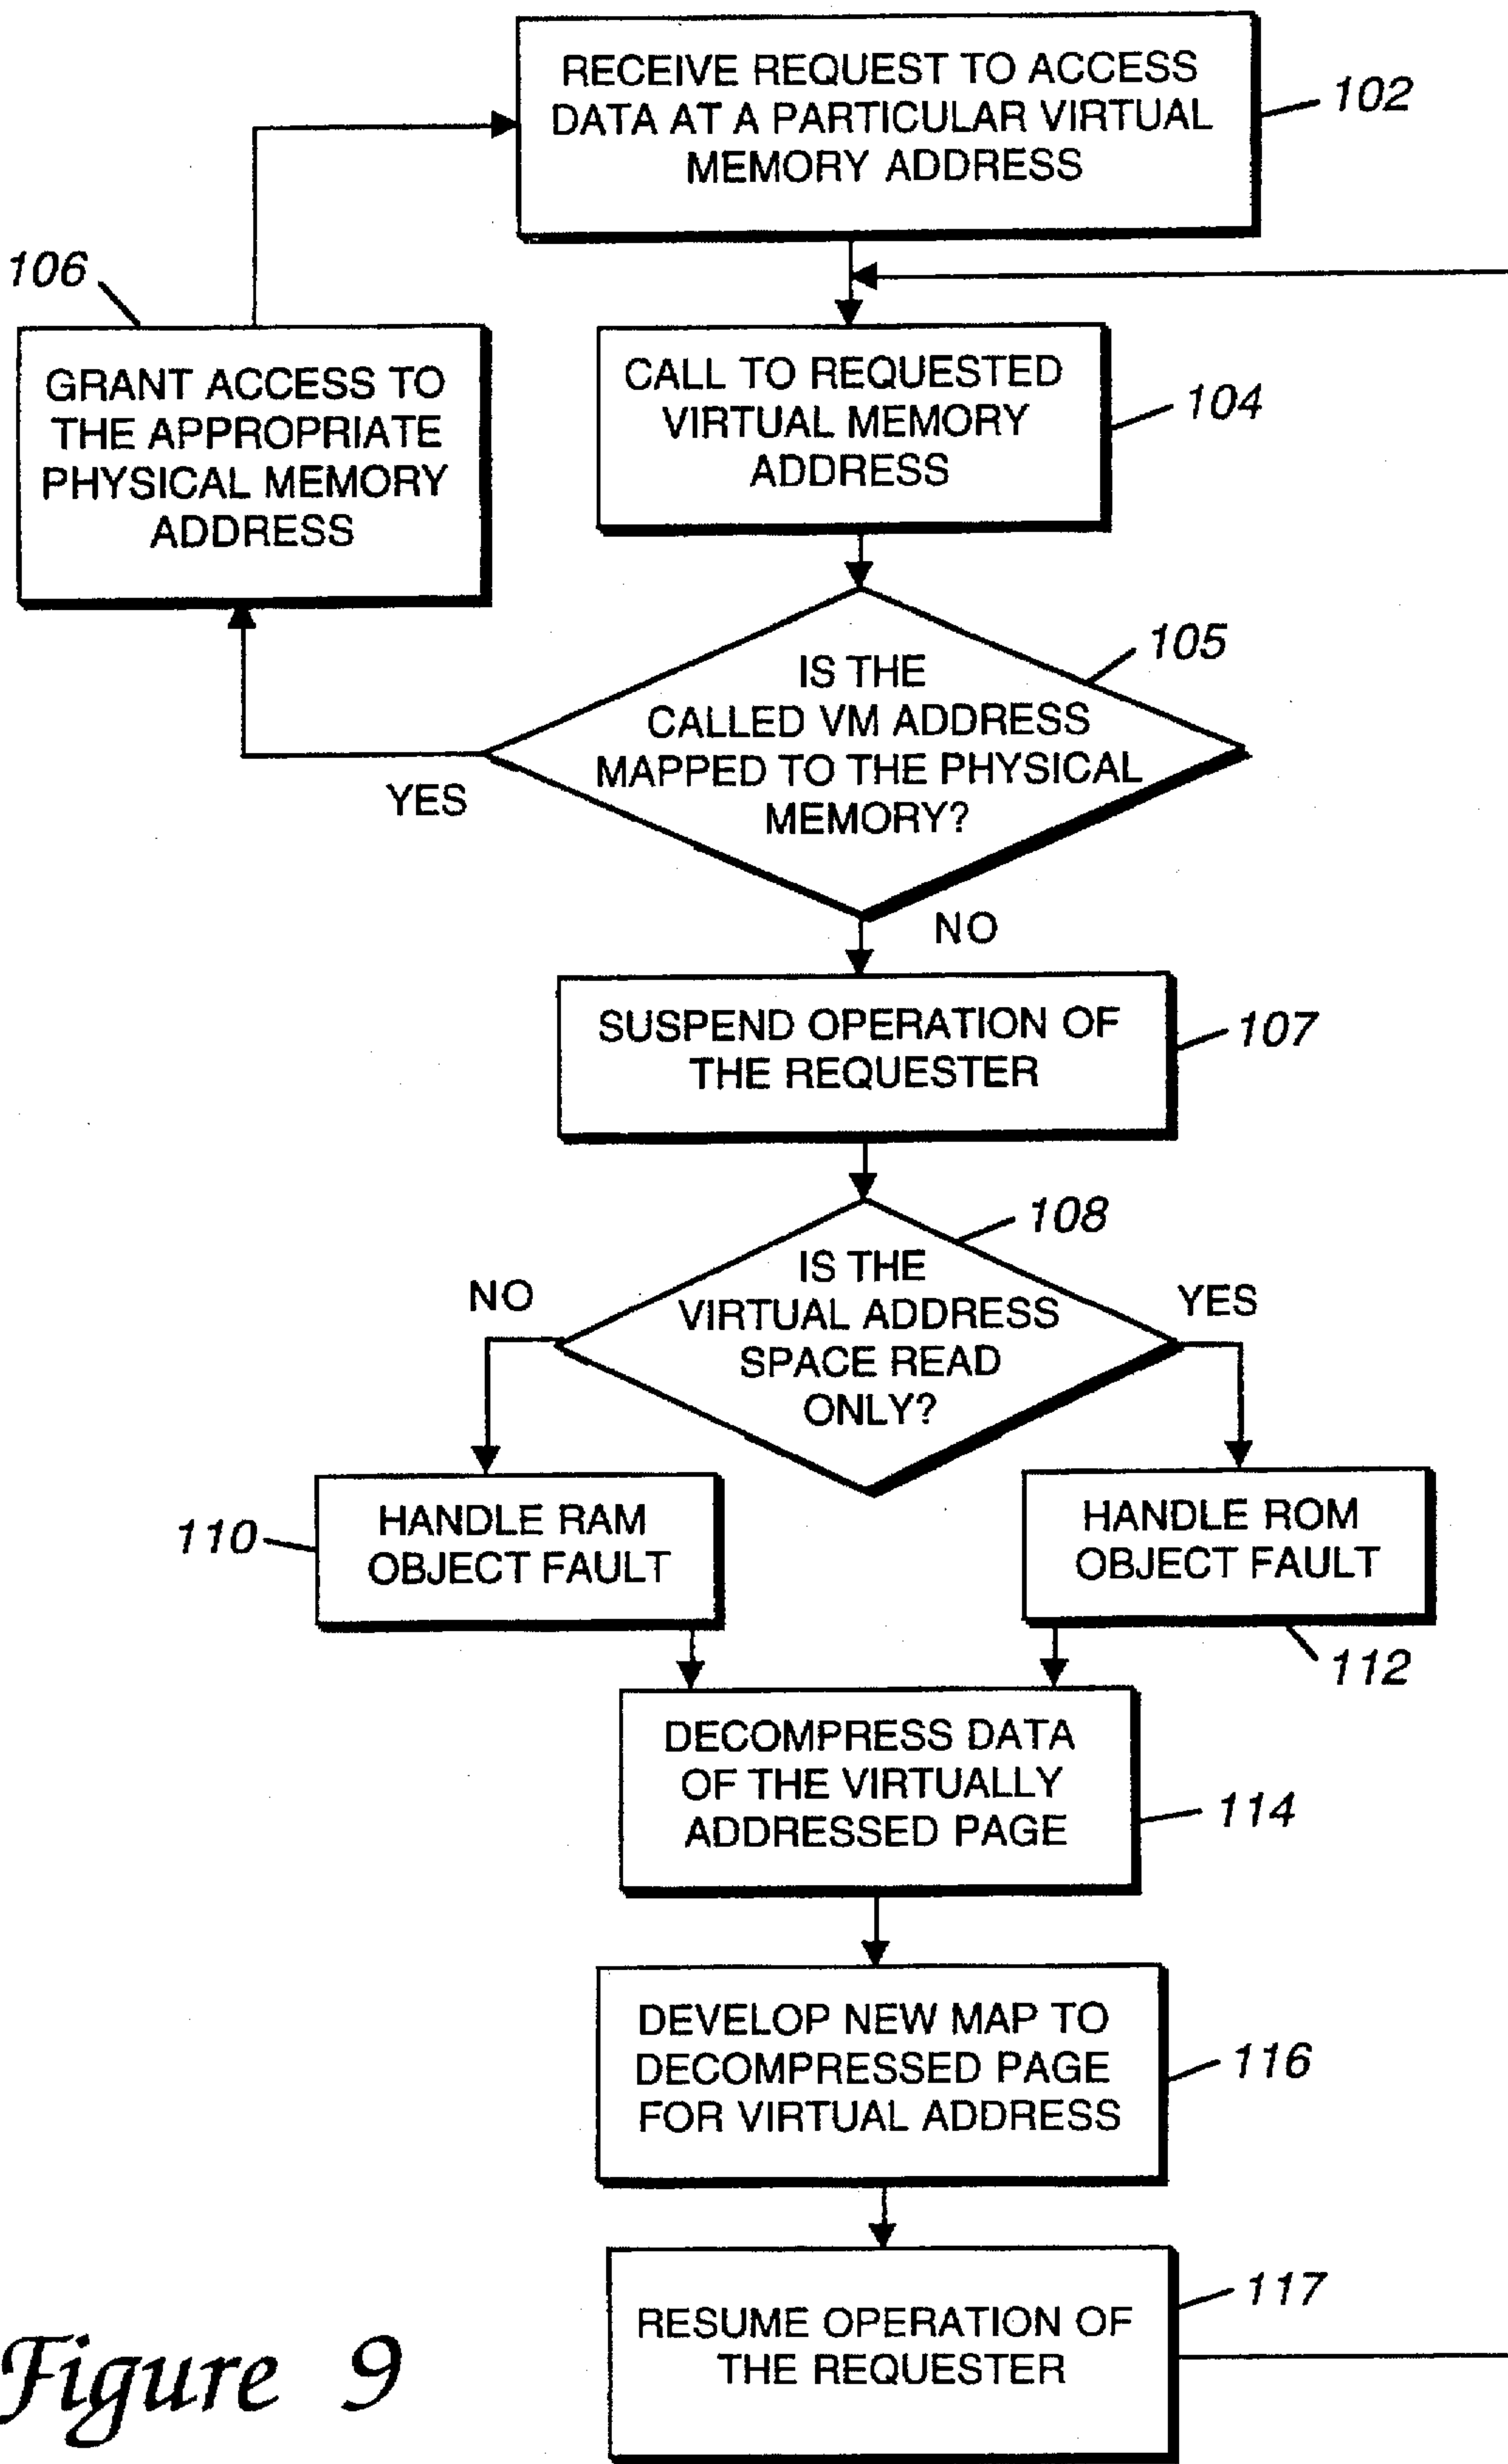 RECEIVE REQUEST TO ACCESS
DATA AT A PARTICULAR VIRTUAL
MEMORY ADDRESS
102
106
GRANT ACCESS TO
THE APPROPRIATE
PHYSICAL MEMORY
ADDRESS
CALL TO REQUESTED
VIRTUAL MEMORY
ADDRESS
104
105
IS THE
CALLED VM ADDRESS
MAPPED TO THE PHYSICAL
MEMORY?
YES
NO
SUSPEND OPERATION OF
THE REQUESTER
107
108
IS THE
VIRTUAL ADDRESS
SPACE READ
ONLY?
NO
YES
110
HANDLE RAM
OBJECT FAULT
HANDLE ROM
OBJECT FAULT
112
DECOMPRESS DATA
OF THE VIRTUALLY
ADDRESSED PAGE
114
DEVELOP NEW MAP TO
DECOMPRESSED PAGE
FOR VIRTUAL ADDRESS
116
RESUME OPERATION OF
THE REQUESTER
117
Figure 9